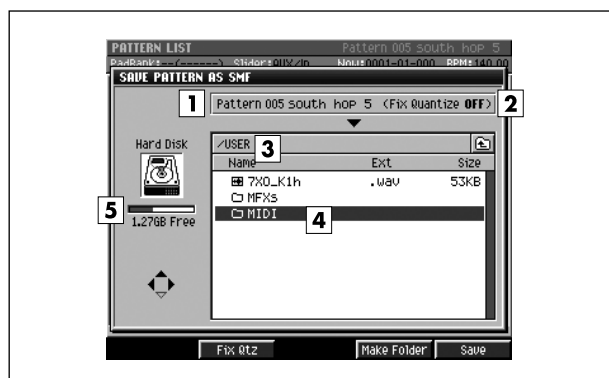 PATTERN LIST Pattern 005 south hop 5
PadBank:--(------) Slider:AUX/In Now:0001-01-000 BPM:140.00
SAVE PATTERN AS SMF
1 Pattern 005 south hop 5 (Fix Quantize OFF) 2
Hard Disk
/USER 3
Name Ext Size
7XO_K1h .wav 53KB
MFXs
MIDI 4
5
1.27GB Free
Fix Qtz Make Folder Save